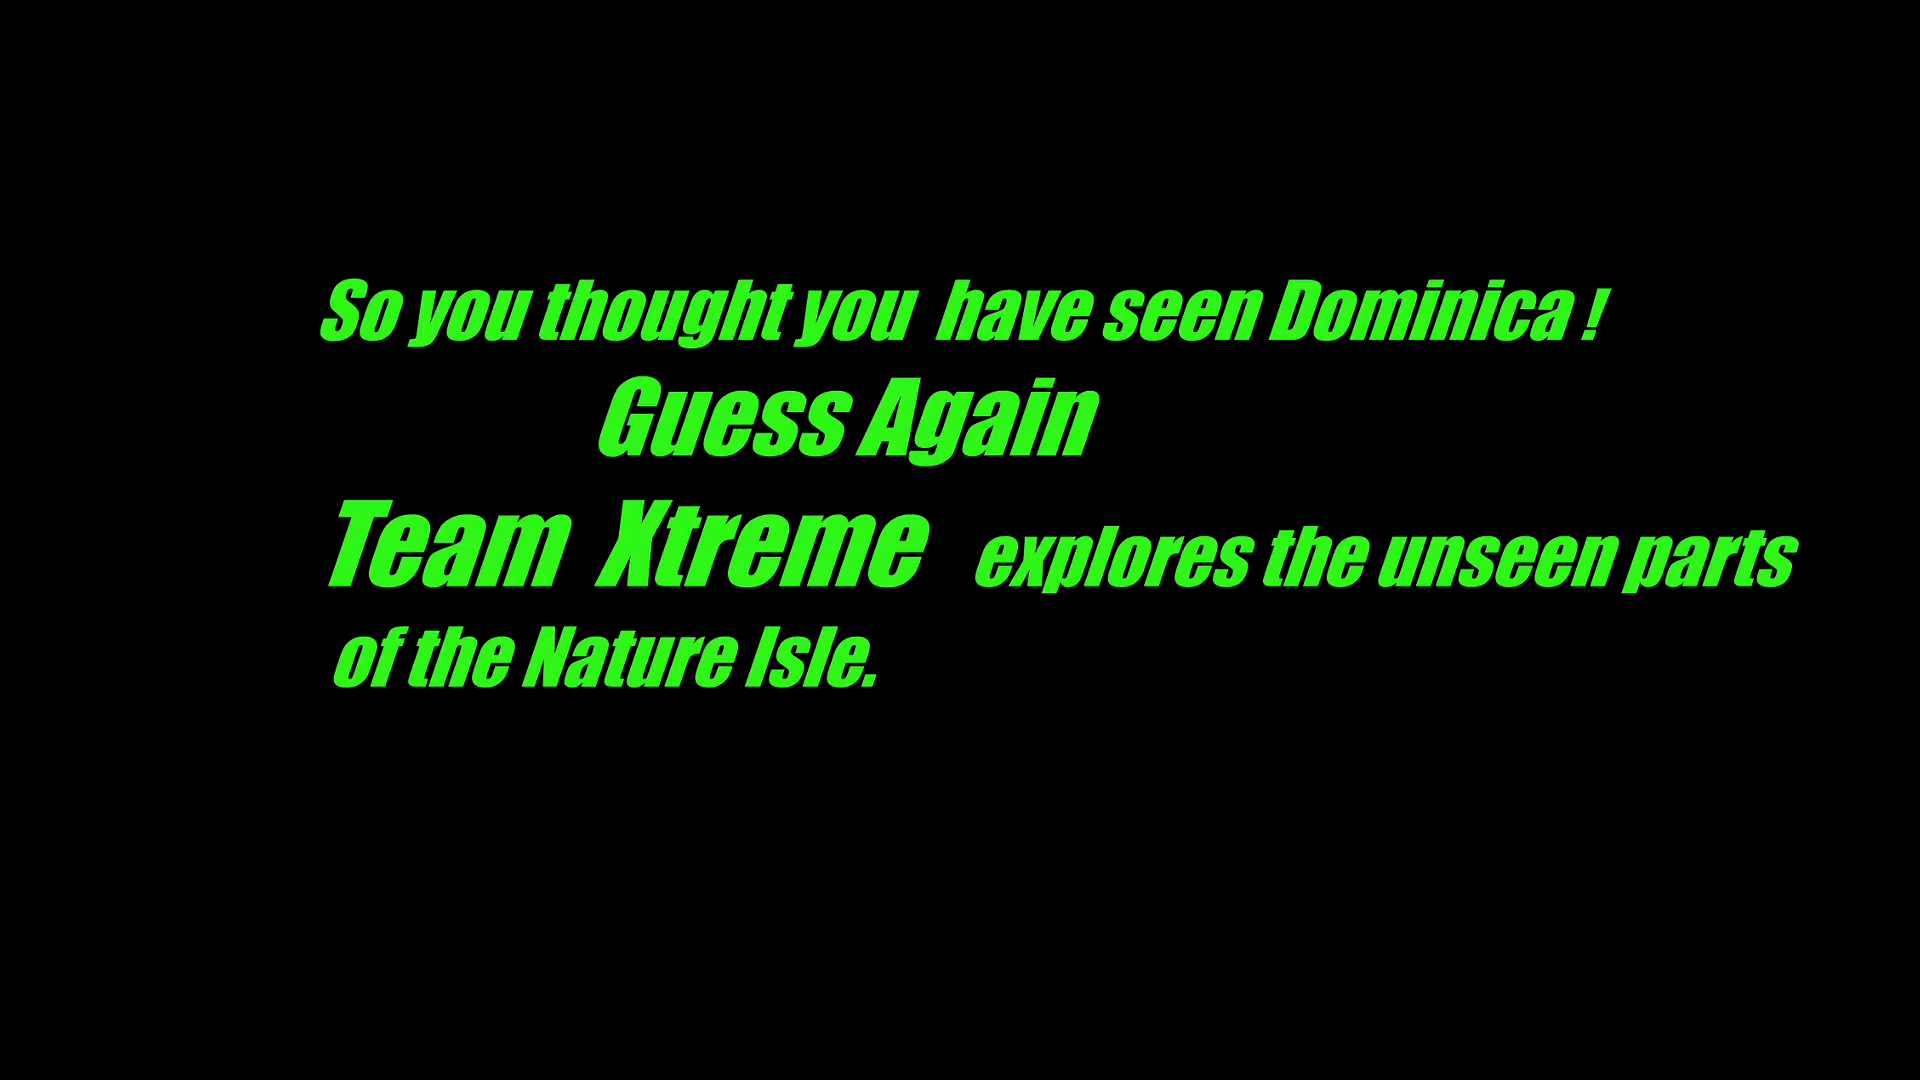 So you thought you have seen Dominica !
Guess Again
Team Xtreme explores the unseen parts
of the Nature Isle.